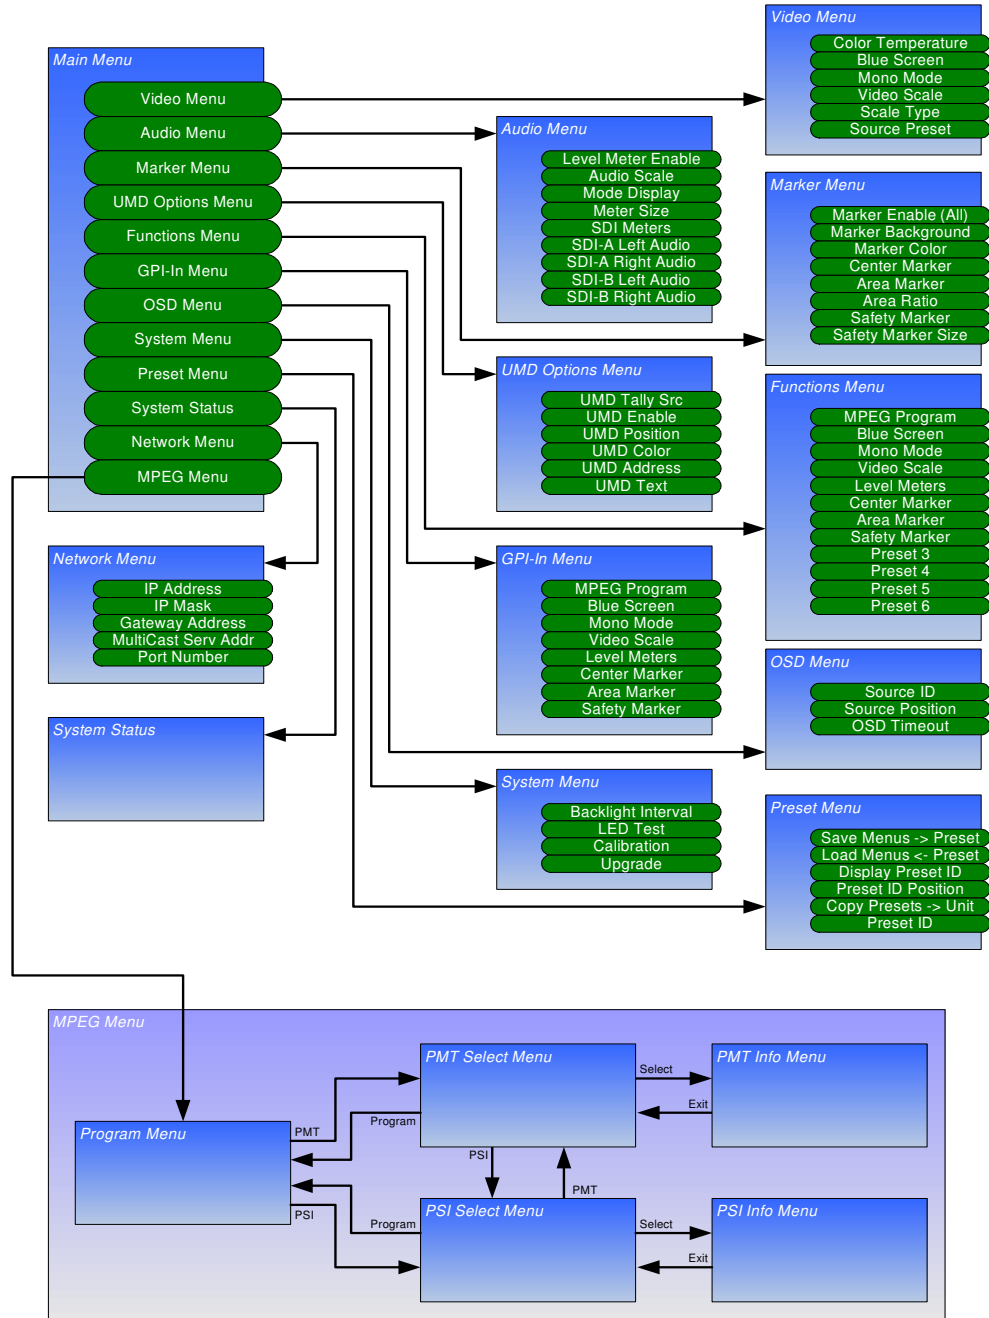 Main Menu
Video Menu
Audio Menu
Marker Menu
UMD Options Menu
Functions Menu
GPI-In Menu
OSD Menu
System Menu
Preset Menu
System Status
Network Menu
MPEG Menu
Network Menu
IP Address
IP Mask
Gateway Address
MultiCast Serv Addr
Port Number
System Status
Audio Menu
Level Meter Enable
Audio Scale
Mode Display
Meter Size
SDI Meters
SDI-A Left Audio
SDI-A Right Audio
SDI-B Left Audio
SDI-B Right Audio
UMD Options Menu
UMD Tally Src
UMD Enable
UMD Position
UMD Color
UMD Address
UMD Text
GPI-In Menu
MPEG Program
Blue Screen
Mono Mode
Video Scale
Level Meters
Center Marker
Area Marker
Safety Marker
System Menu
Backlight Interval
LED Test
Calibration
Upgrade
Video Menu
Color Temperature
Blue Screen
Mono Mode
Video Scale
Scale Type
Source Preset
Marker Menu
Marker Enable (All)
Marker Background
Marker Color
Center Marker
Area Marker
Area Ratio
Safety Marker
Safety Marker Size
Functions Menu
MPEG Program
Blue Screen
Mono Mode
Video Scale
Level Meters
Center Marker
Area Marker
Safety Marker
Preset 3
Preset 4
Preset 5
Preset 6
OSD Menu
Source ID
Source Position
OSD Timeout
Preset Menu
Save Menus -> Preset
Load Menus <- Preset
Display Preset ID
Preset ID Position
Copy Presets -> Unit
Preset ID
MPEG Menu
Program Menu
PMT
Program
PSI
Program
PMT Select Menu
Select
Exit
PMT Info Menu
PSI
PMT
PSI Select Menu
Select
Exit
PSI Info Menu